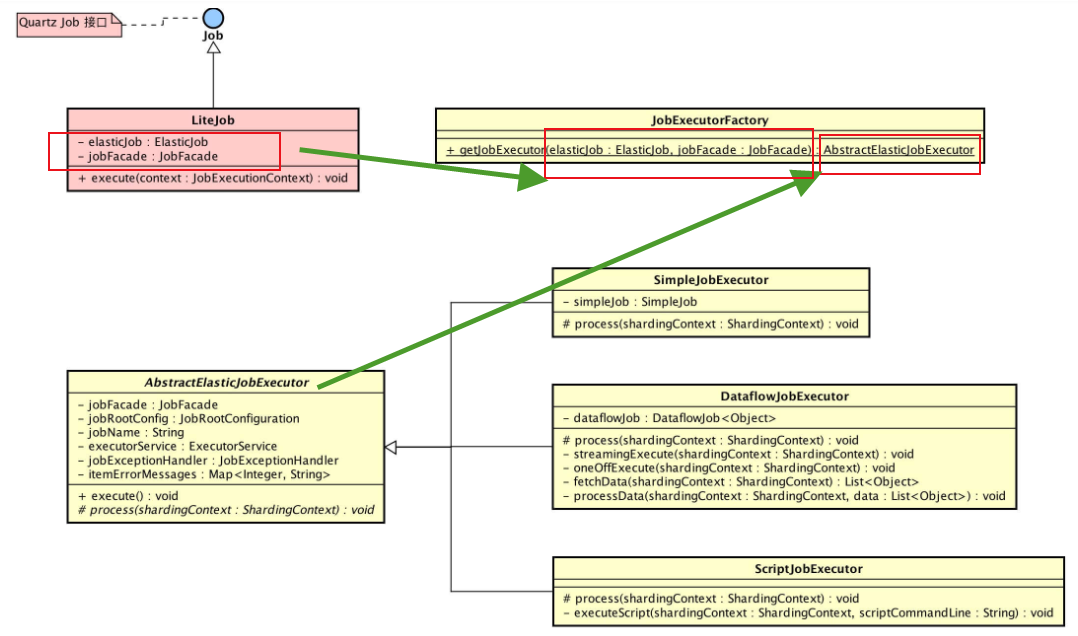 Quartz Job 接口
Job
LiteJob
- elasticJob : ElasticJob
- jobFacade : JobFacade
+ execute(context : JobExecutionContext) : void
JobExecutorFactory
+ getJobExecutor(elasticJob : ElasticJob, jobFacade : JobFacade) : AbstractElasticJobExecutor
SimpleJobExecutor
- simpleJob : SimpleJob
# process(shardingContext : ShardingContext) : void
AbstractElasticJobExecutor
- jobFacade : JobFacade
- jobRootConfig : JobRootConfiguration
- jobName : String
- executorService : ExecutorService
- jobExceptionHandler : JobExceptionHandler
- itemErrorMessages : Map<Integer, String>
+ execute() : void
# process(shardingContext : ShardingContext) : void
DataflowJobExecutor
- dataflowJob : DataflowJob<Object>
# process(shardingContext : ShardingContext) : void
- streamingExecute(shardingContext : ShardingContext) : void
- oneOffExecute(shardingContext : ShardingContext) : void
- fetchData(shardingContext : ShardingContext) : List<Object>
- processData(shardingContext : ShardingContext, data : List<Object>) : void
ScriptJobExecutor
# process(shardingContext : ShardingContext) : void
- executeScript(shardingContext : ShardingContext, scriptCommandLine : String) : void